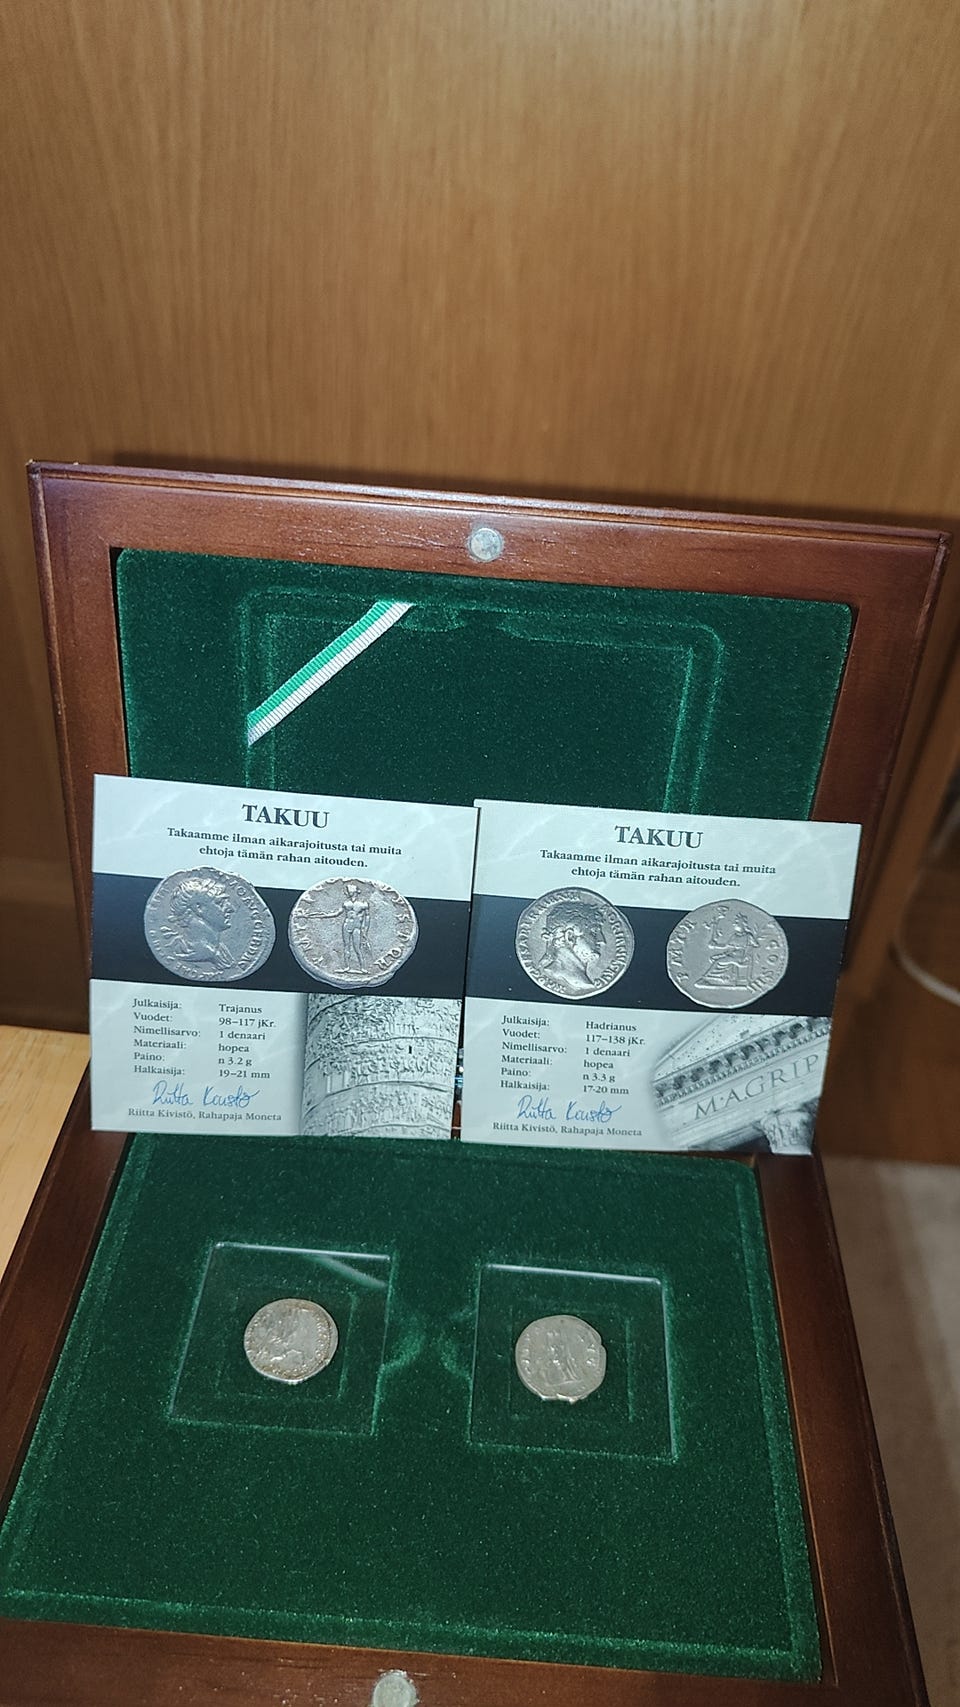 TAKUU
Takaamme ilman aikarajoitusta tai muita
ehtoja tämän rahan aitouden.
Julkaisija: Trajanus
Vuodet: 98–117 jKr.
Nimellisarvo: 1 denaari
Materiaali: hopea
Paino: n 3.2 g
Halkaisija: 19–21 mm
Riitta Kivistö, Rahapaja Moneta
TAKUU
Takaamme ilman aikarajoitusta tai muita
ehtoja tämän rahan aitouden.
Julkaisija: Hadrianus
Vuodet: 117–138 jKr.
Nimellisarvo: 1 denaari
Materiaali: hopea
Paino: n 3.3 g
Halkaisija: 17-20 mm
Riitta Kivistö, Rahapaja Moneta
M·AGRIP